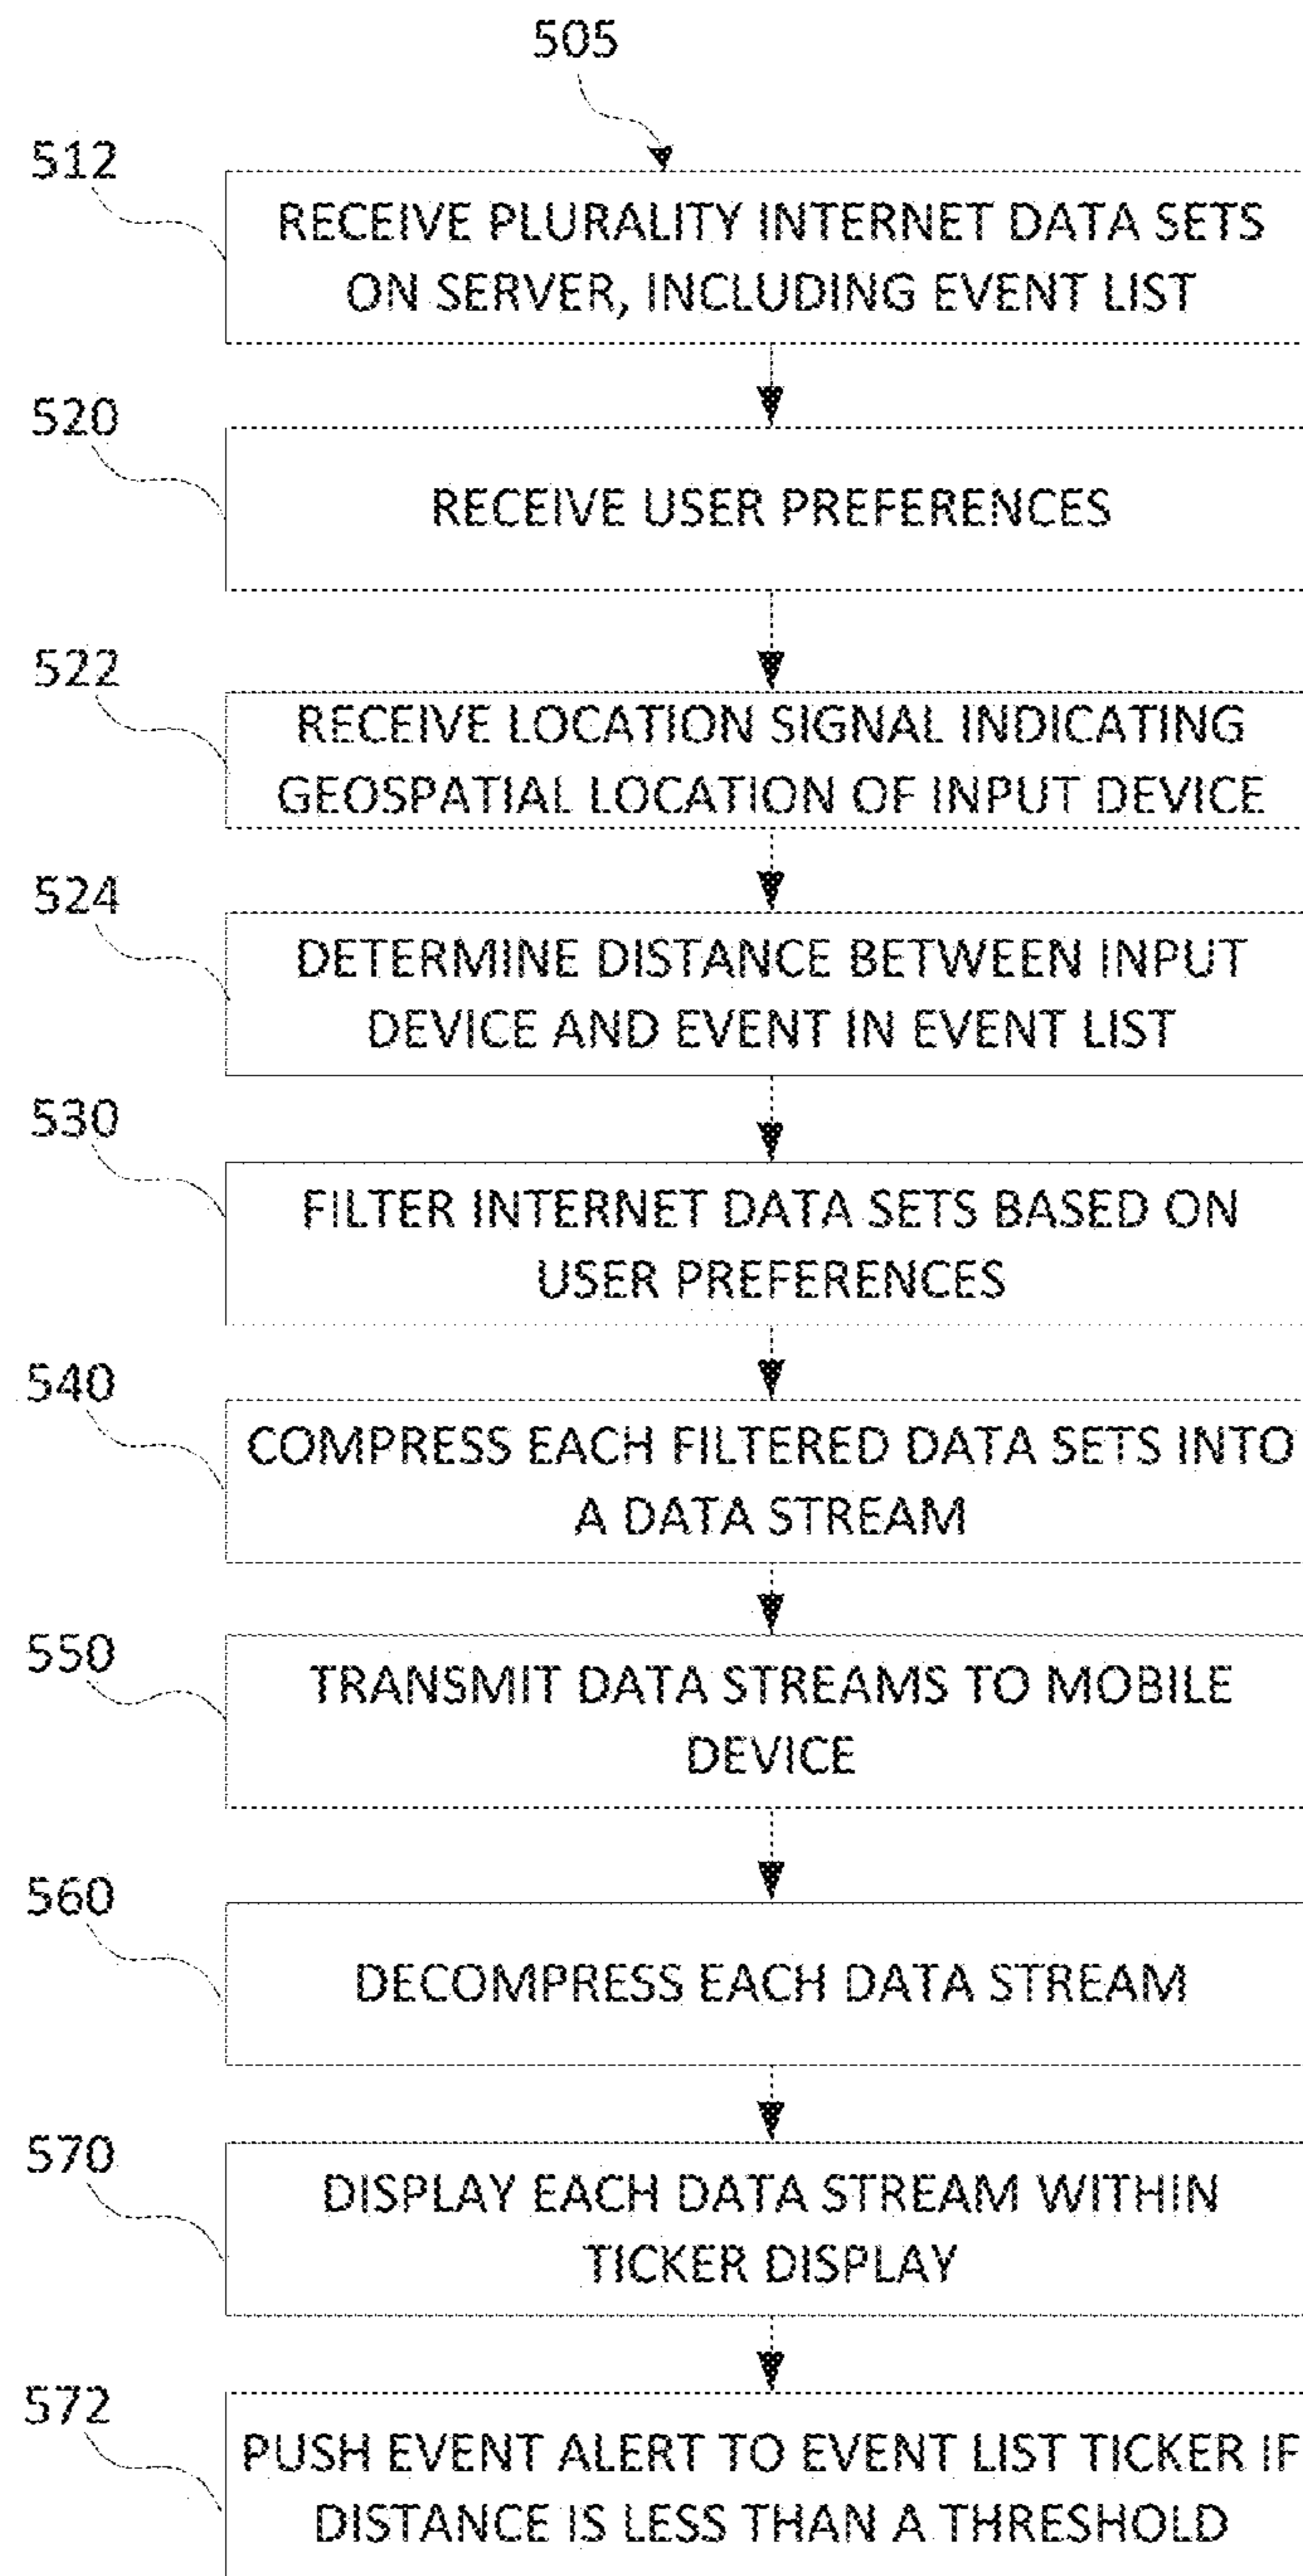 505
512
RECEIVE PLURALITY INTERNET DATA SETS
ON SERVER, INCLUDING EVENT LIST
520
RECEIVE USER PREFERENCES
522
RECEIVE LOCATION SIGNAL INDICATING
GEOSPATIAL LOCATION OF INPUT DEVICE
524
DETERMINE DISTANCE BETWEEN INPUT
DEVICE AND EVENT IN EVENT LIST
530
FILTER INTERNET DATA SETS BASED ON
USER PREFERENCES
540
COMPRESS EACH FILTERED DATA SETS INTO
A DATA STREAM
550
TRANSMIT DATA STREAMS TO MOBILE
DEVICE
560
DECOMPRESS EACH DATA STREAM
570
DISPLAY EACH DATA STREAM WITHIN
TICKER DISPLAY
572
PUSH EVENT ALERT TO EVENT LIST TICKER IF
DISTANCE IS LESS THAN A THRESHOLD